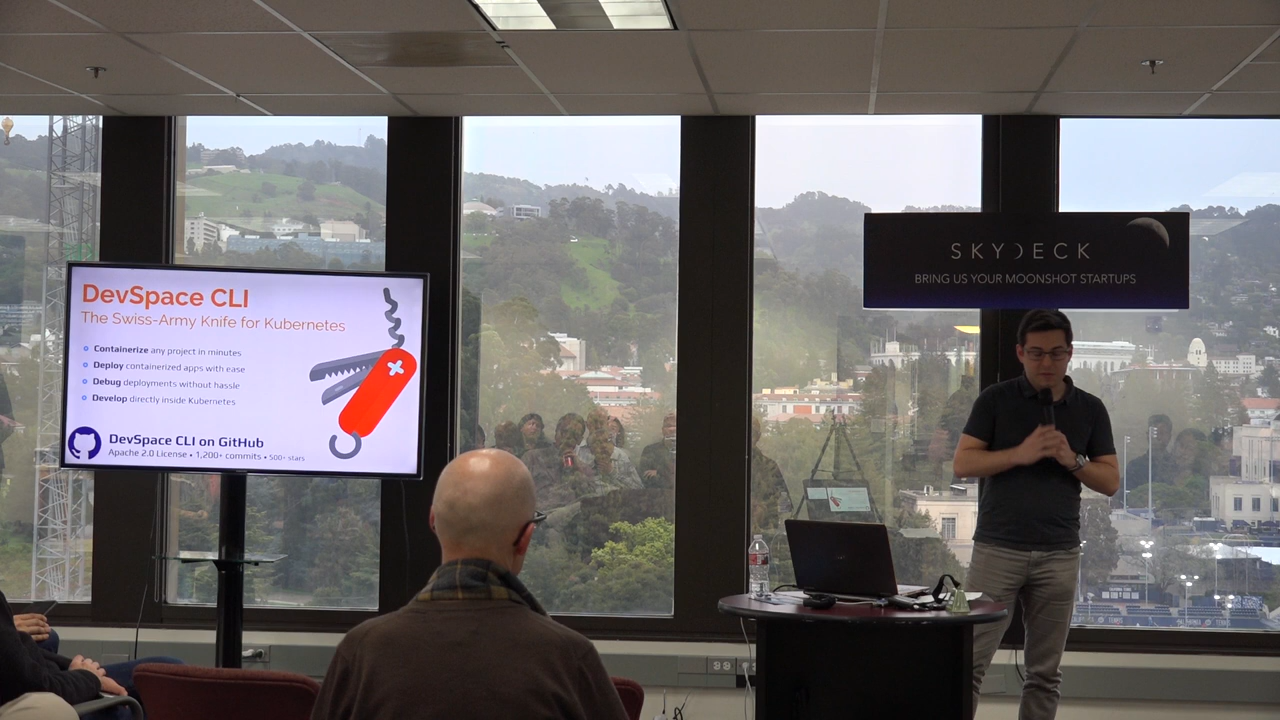 DevSpace CLI
The Swiss-Army Knife for Kubernetes
Containerize any project in minutes
Deploy containerized apps with ease
Debug deployments without hassle
Develop directly inside Kubernetes
DevSpace CLI on GitHub
Apache 2.0 License • 1,200+ commits • 500+ stars
SKYDECK
BRING US YOUR MOONSHOT STARTUPS